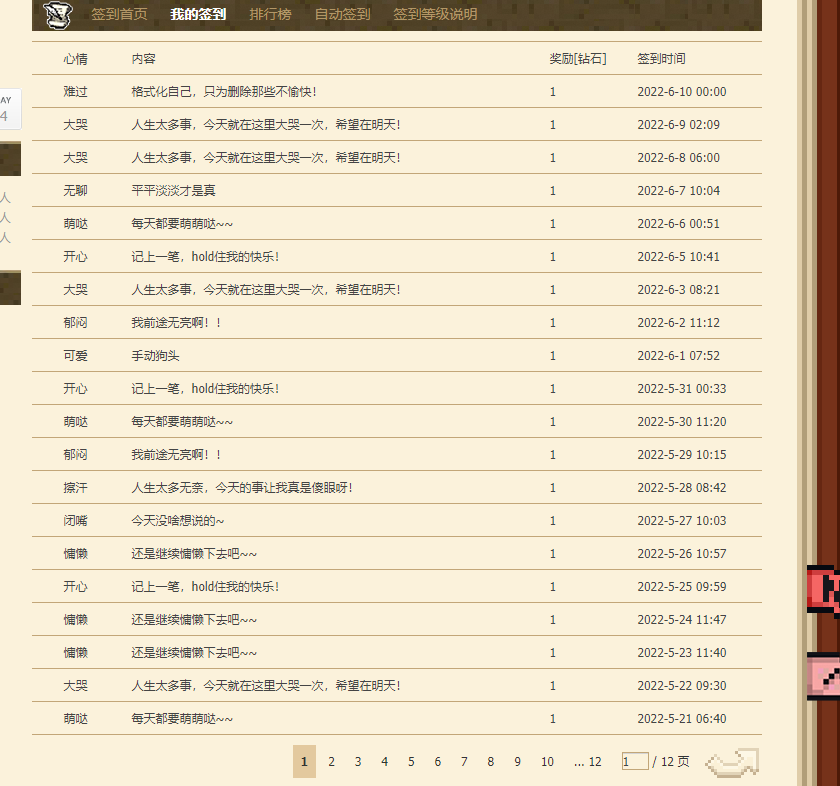 签到首页 我的签到 排行榜 自动签到 签到等级说明
心情 内容 奖励[钻石] 签到时间
难过 格式化自己，只为删除那些不愉快！ 1 2022-6-10 00:00
AY
4
大哭 人生太多事，今天就在这里大哭一次，希望在明天！ 1 2022-6-9 02:09
大哭 人生太多事，今天就在这里大哭一次，希望在明天！ 1 2022-6-8 06:00
无聊 平平淡淡才是真 1 2022-6-7 10:04
人
人
人
萌哒 每天都要萌萌哒~~ 1 2022-6-6 00:51
开心 记上一笔，hold住我的快乐！ 1 2022-6-5 10:41
大哭 人生太多事，今天就在这里大哭一次，希望在明天！ 1 2022-6-3 08:21
郁闷 我前途无亮啊！！ 1 2022-6-2 11:12
可爱 手动狗头 1 2022-6-1 07:52
开心 记上一笔，hold住我的快乐！ 1 2022-5-31 00:33
萌哒 每天都要萌萌哒~~ 1 2022-5-30 11:20
郁闷 我前途无亮啊！！ 1 2022-5-29 10:15
擦汗 人生太多无奈，今天的事让我真是傻眼呀！ 1 2022-5-28 08:42
闭嘴 今天没啥想说的~ 1 2022-5-27 10:03
慵懒 还是继续慵懒下去吧~~ 1 2022-5-26 10:57
开心 记上一笔，hold住我的快乐！ 1 2022-5-25 09:59
慵懒 还是继续慵懒下去吧~~ 1 2022-5-24 11:47
慵懒 还是继续慵懒下去吧~~ 1 2022-5-23 11:40
大哭 人生太多事，今天就在这里大哭一次，希望在明天！ 1 2022-5-22 09:30
萌哒 每天都要萌萌哒~~ 1 2022-5-21 06:40
1 2 3 4 5 6 7 8 9 10 ... 12 1 / 12 页